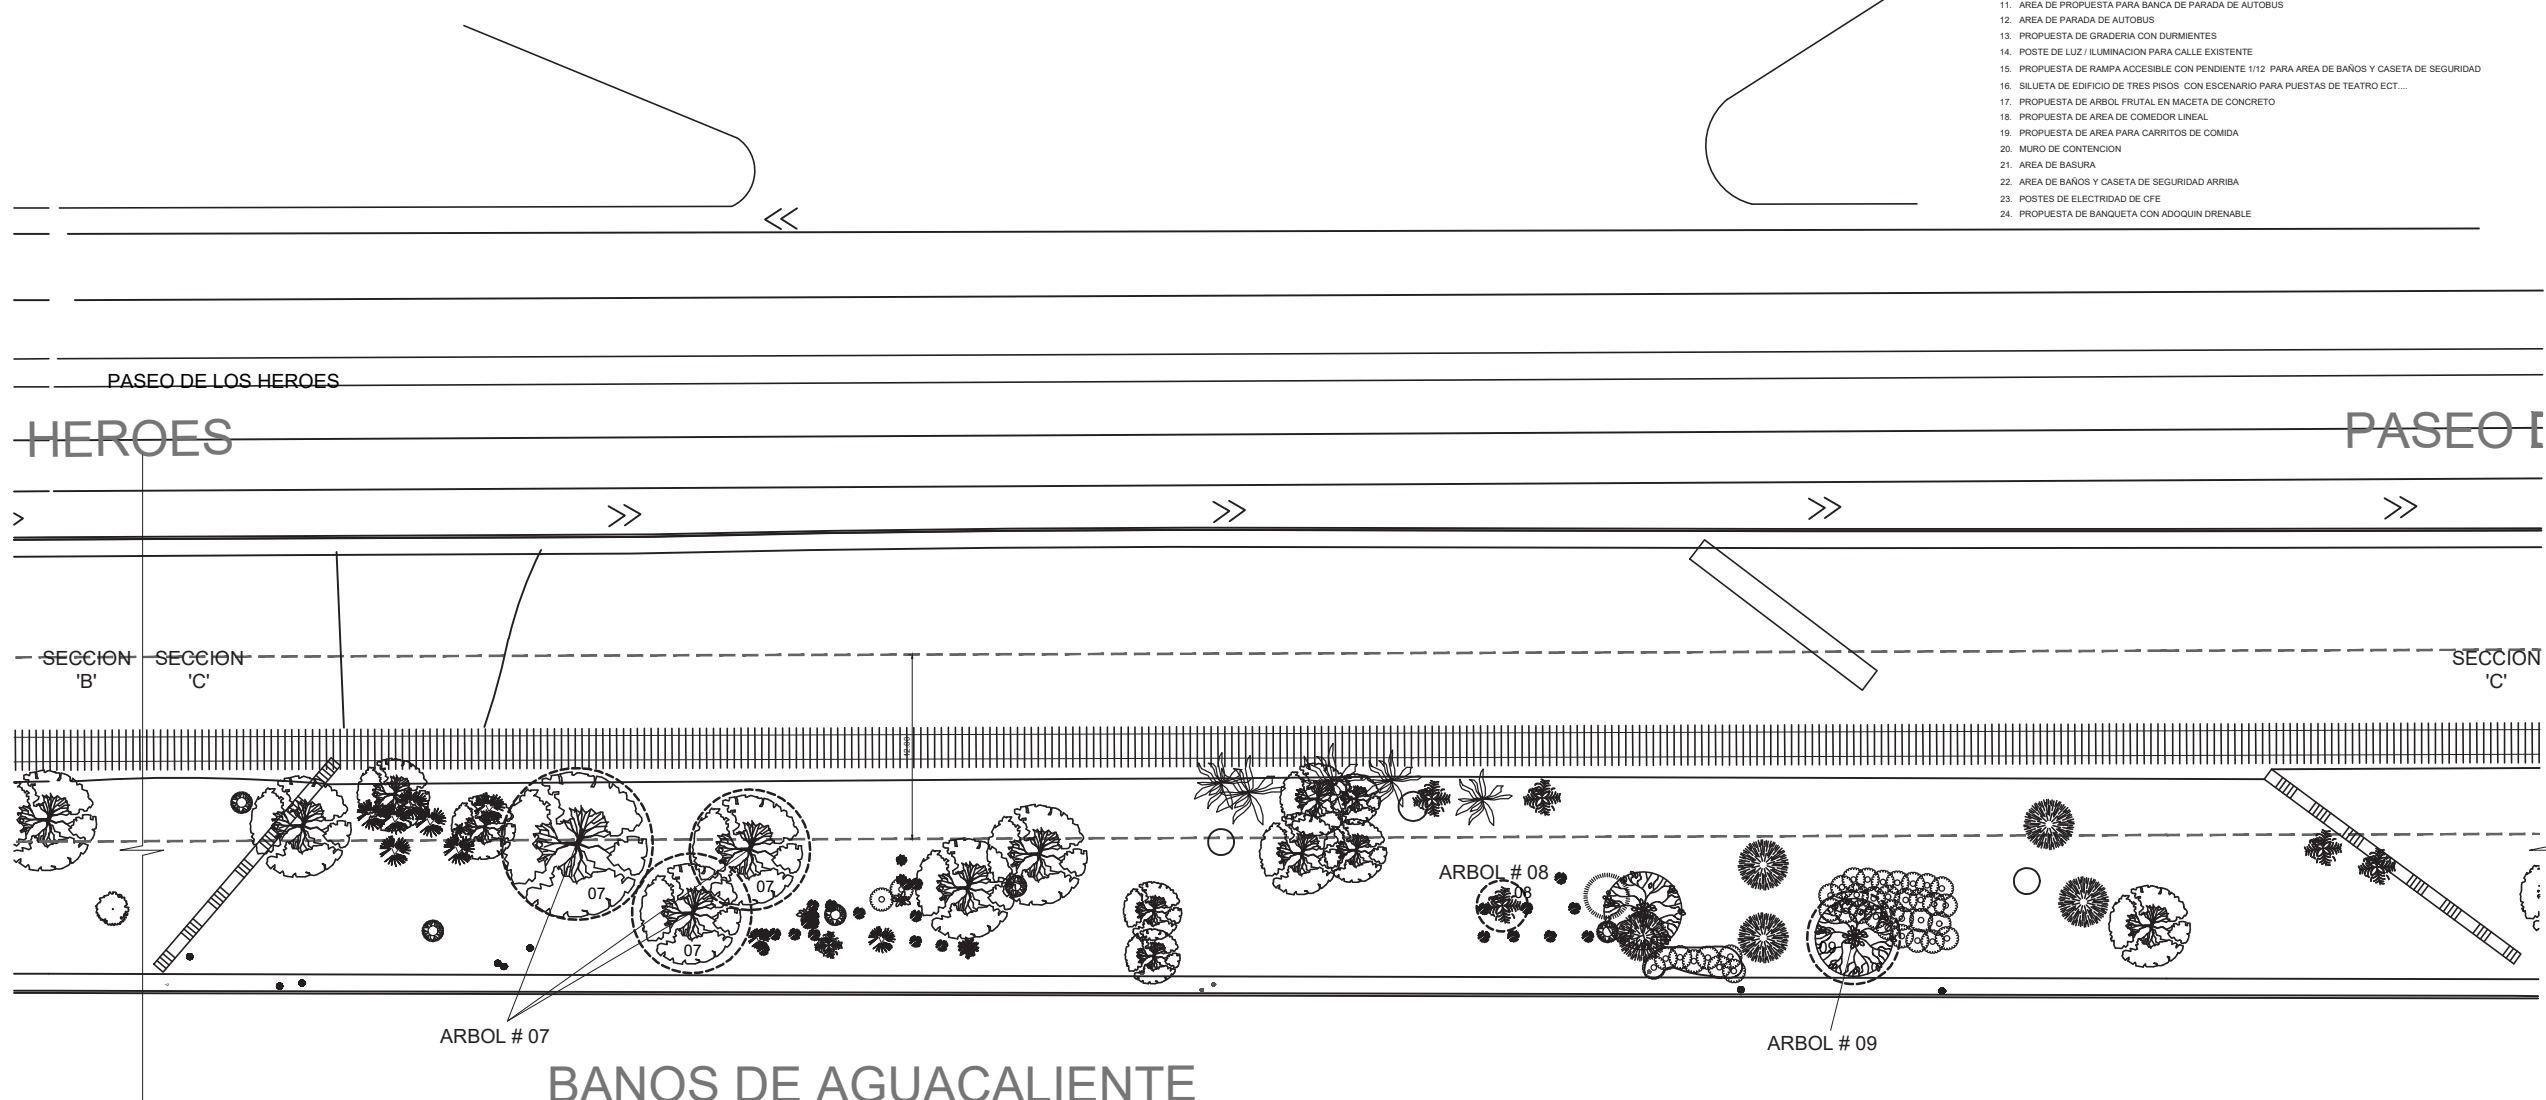 11. AREA DE PROPUESTA PARA BANCA DE PARADA DE AUTOBUS
12. AREA DE PARADA DE AUTOBUS
13. PROPUESTA DE GRADERIA CON DURMIENTES
14. POSTE DE LUZ / ILUMINACION PARA CALLE EXISTENTE
15. PROPUESTA DE RAMPA ACCESIBLE CON PENDIENTE 1/12 PARA AREA DE BAÑOS Y CASETA DE SEGURIDAD
16. SILUETA DE EDIFICIO DE TRES PISOS CON ESCENARIO PARA PUESTAS DE TEATRO ECT....
17. PROPUESTA DE ARBOL FRUTAL EN MACETA DE CONCRETO
18. PROPUESTA DE AREA DE COMEDOR LINEAL
19. PROPUESTA DE AREA PARA CARRITOS DE COMIDA
20. MURO DE CONTENCION
21. AREA DE BASURA
22. AREA DE BAÑOS Y CASETA DE SEGURIDAD ARRIBA
23. POSTES DE ELECTRIDAD DE CFE
24. PROPUESTA DE BANQUETA CON ADOQUIN DRENABLE
PASEO DE LOS HEROES
HEROES
PASEO D
SECCION
'B'
SECCION
'C'
SECCION
'C'
12.00
ARBOL # 08
08
07
07
07
09
ARBOL # 07
ARBOL # 09
BANOS DE AGUACALIENTE